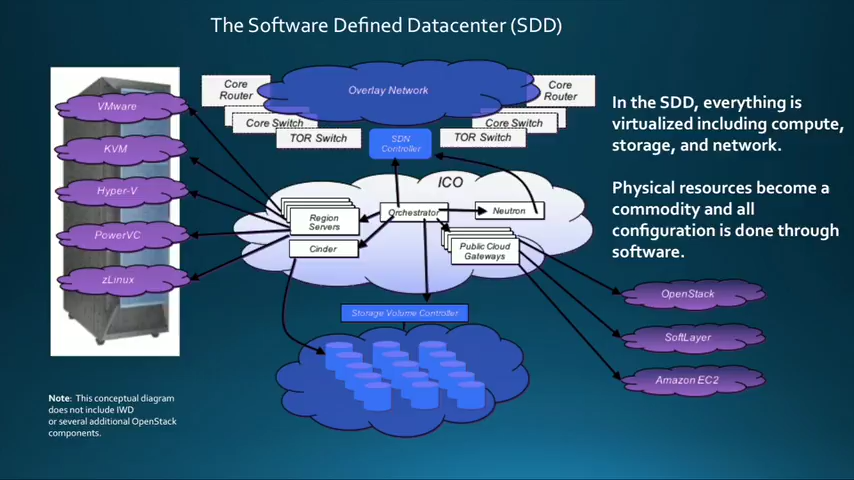 The Software Defined Datacenter (SDD)
VMware
KVM
Hyper-V
PowerVC
zLinux
Core
Router
Core Switch
TOR Switch
Overlay Network
SDN
Controller
Core
Router
Core Switch
TOR Switch
ICO
Region
Servers
Cinder
Orchestrator
Neutron
Public Cloud
Gateways
Storage Volume Controller
In the SDD, everything is
virtualized including compute,
storage, and network.
Physical resources become a
commodity and all
configuration is done through
software.
OpenStack
SoftLayer
Amazon EC2
Note: This conceptual diagram
does not include IWD
or several additional OpenStack
components.